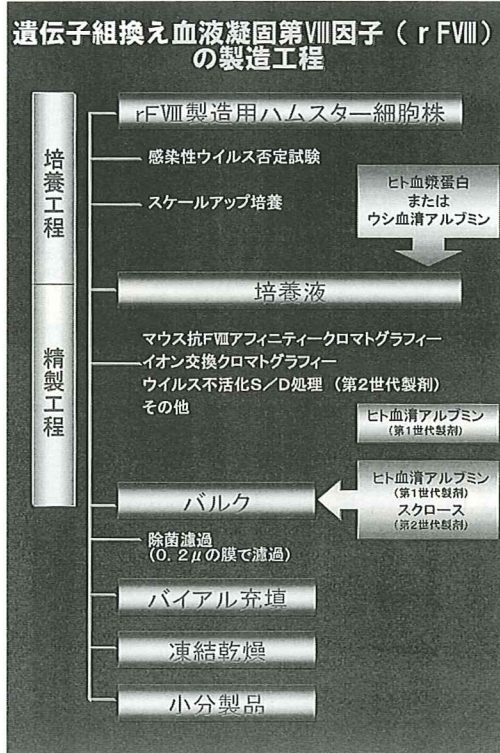 遺伝子組換え血液凝固第Ⅷ因子(rFⅧ)
の製造工程
培養工程
rFⅧ製造用ハムスター細胞株
感染性ウイルス否定試験
スケールアップ培養
ヒト血漿蛋白
または
ウシ血清アルブミン
培養液
精製工程
マウス抗FⅧアフィニティークロマトグラフィー
イオン交換クロマトグラフィー
ウイルス不活化S/D処理(第2世代製剤)
その他
ヒト血清アルブミン
(第1世代製剤)
バルク
ヒト血清アルブミン
(第1世代製剤)
スクロース
(第2世代製剤)
除菌濾過
(0.2μの膜で濾過)
バイアル充填
凍結乾燥
小分製品